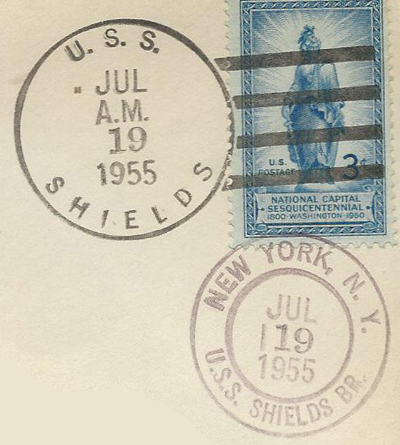 U.S.S.
JUL
A.M.
19
1955
SHIELDS
U.S.
POSTAGE 3¢
NATIONAL CAPITAL
SESQUICENTENNIAL
1800·WASHINGTON·1950
NEW YORK, N.Y.
JUL
19
1955
U.S.S. SHIELDS BR.